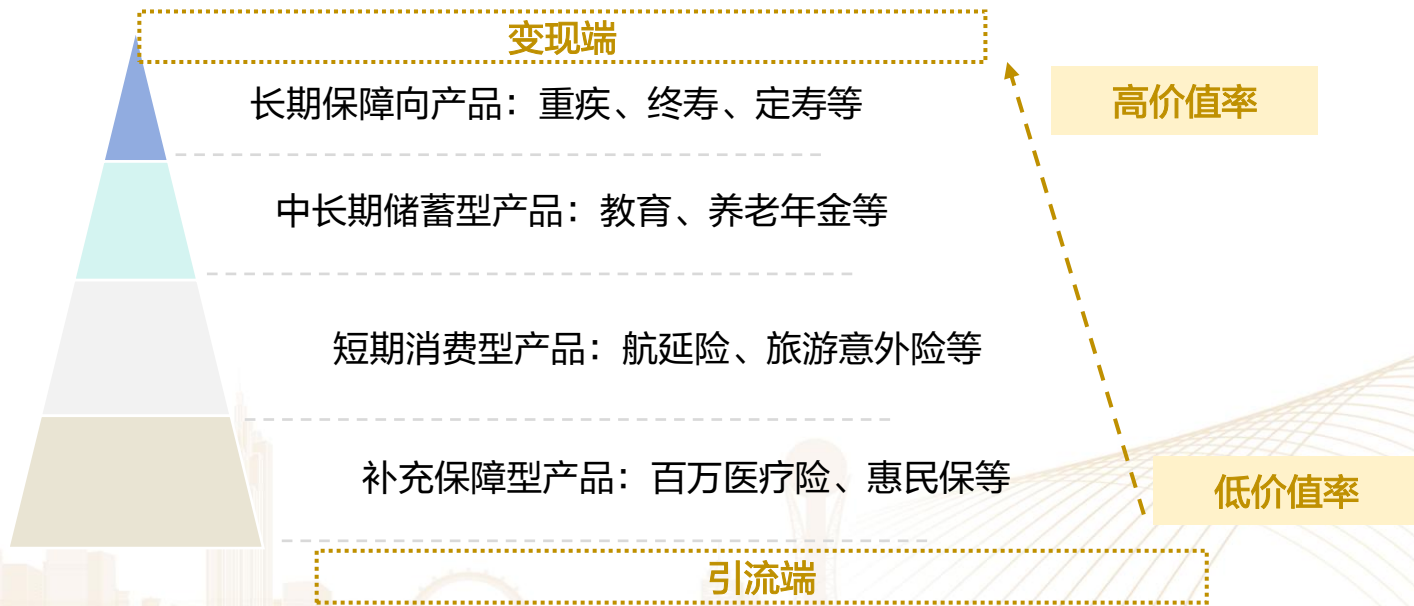 变现端
长期保障向产品：重疾、终寿、定寿等
高价值率
中长期储蓄型产品：教育、养老年金等
短期消费型产品：航延险、旅游意外险等
补充保障型产品：百万医疗险、惠民保等
低价值率
引流端